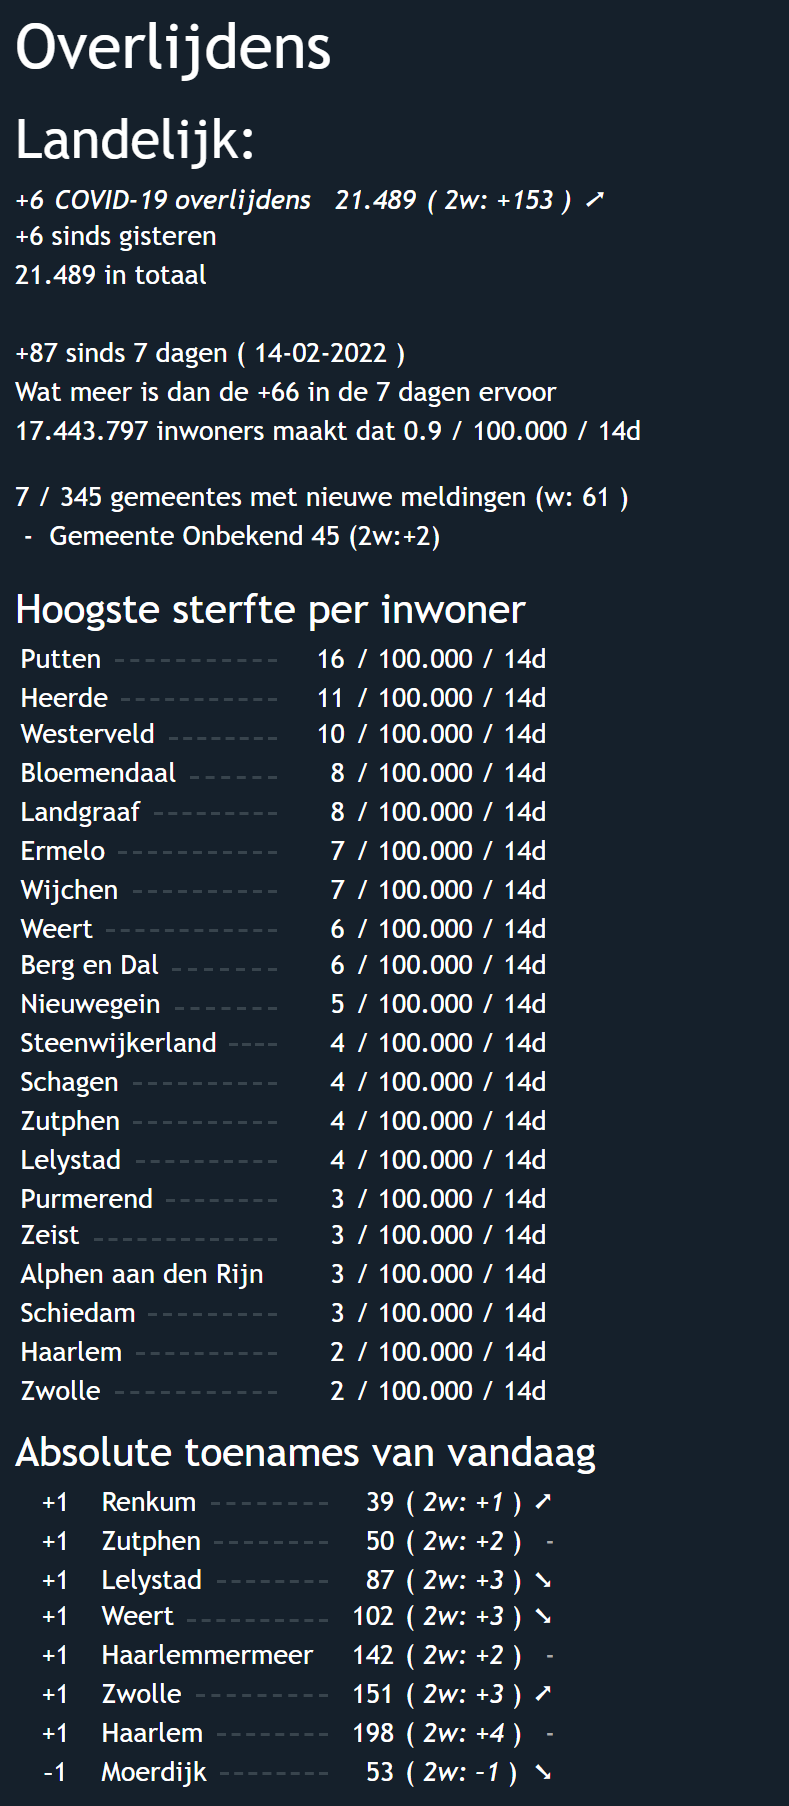 Overlijdens
Landelijk:
+6 COVID-19 overlijdens 21.489 ( 2w: +153 ) ➚
+6 sinds gisteren
21.489 in totaal
+87 sinds 7 dagen ( 14-02-2022 )
Wat meer is dan de +66 in de 7 dagen ervoor
17.443.797 inwoners maakt dat 0.9 / 100.000 / 14d
7 / 345 gemeentes met nieuwe meldingen (w: 61 )
- Gemeente Onbekend 45 (2w:+2)
Hoogste sterfte per inwoner
Putten ----------- 16 / 100.000 / 14d
Heerde ----------- 11 / 100.000 / 14d
Westerveld -------- 10 / 100.000 / 14d
Bloemendaal ------ 8 / 100.000 / 14d
Landgraaf --------- 8 / 100.000 / 14d
Ermelo ----------- 7 / 100.000 / 14d
Wijchen ---------- 7 / 100.000 / 14d
Weert ------------ 6 / 100.000 / 14d
Berg en Dal ------- 6 / 100.000 / 14d
Nieuwegein ------- 5 / 100.000 / 14d
Steenwijkerland ---- 4 / 100.000 / 14d
Schagen ---------- 4 / 100.000 / 14d
Zutphen ---------- 4 / 100.000 / 14d
Lelystad ---------- 4 / 100.000 / 14d
Purmerend -------- 3 / 100.000 / 14d
Zeist ------------- 3 / 100.000 / 14d
Alphen aan den Rijn 3 / 100.000 / 14d
Schiedam --------- 3 / 100.000 / 14d
Haarlem ---------- 2 / 100.000 / 14d
Zwolle ----------- 2 / 100.000 / 14d
Absolute toenames van vandaag
+1 Renkum -------- 39 ( 2w: +1 ) ➚
+1 Zutphen -------- 50 ( 2w: +2 ) -
+1 Lelystad -------- 87 ( 2w: +3 ) ➘
+1 Weert ---------- 102 ( 2w: +3 ) ➘
+1 Haarlemmermeer 142 ( 2w: +2 ) -
+1 Zwolle --------- 151 ( 2w: +3 ) ➚
+1 Haarlem -------- 198 ( 2w: +4 ) -
-1 Moerdijk -------- 53 ( 2w: -1 ) ➘